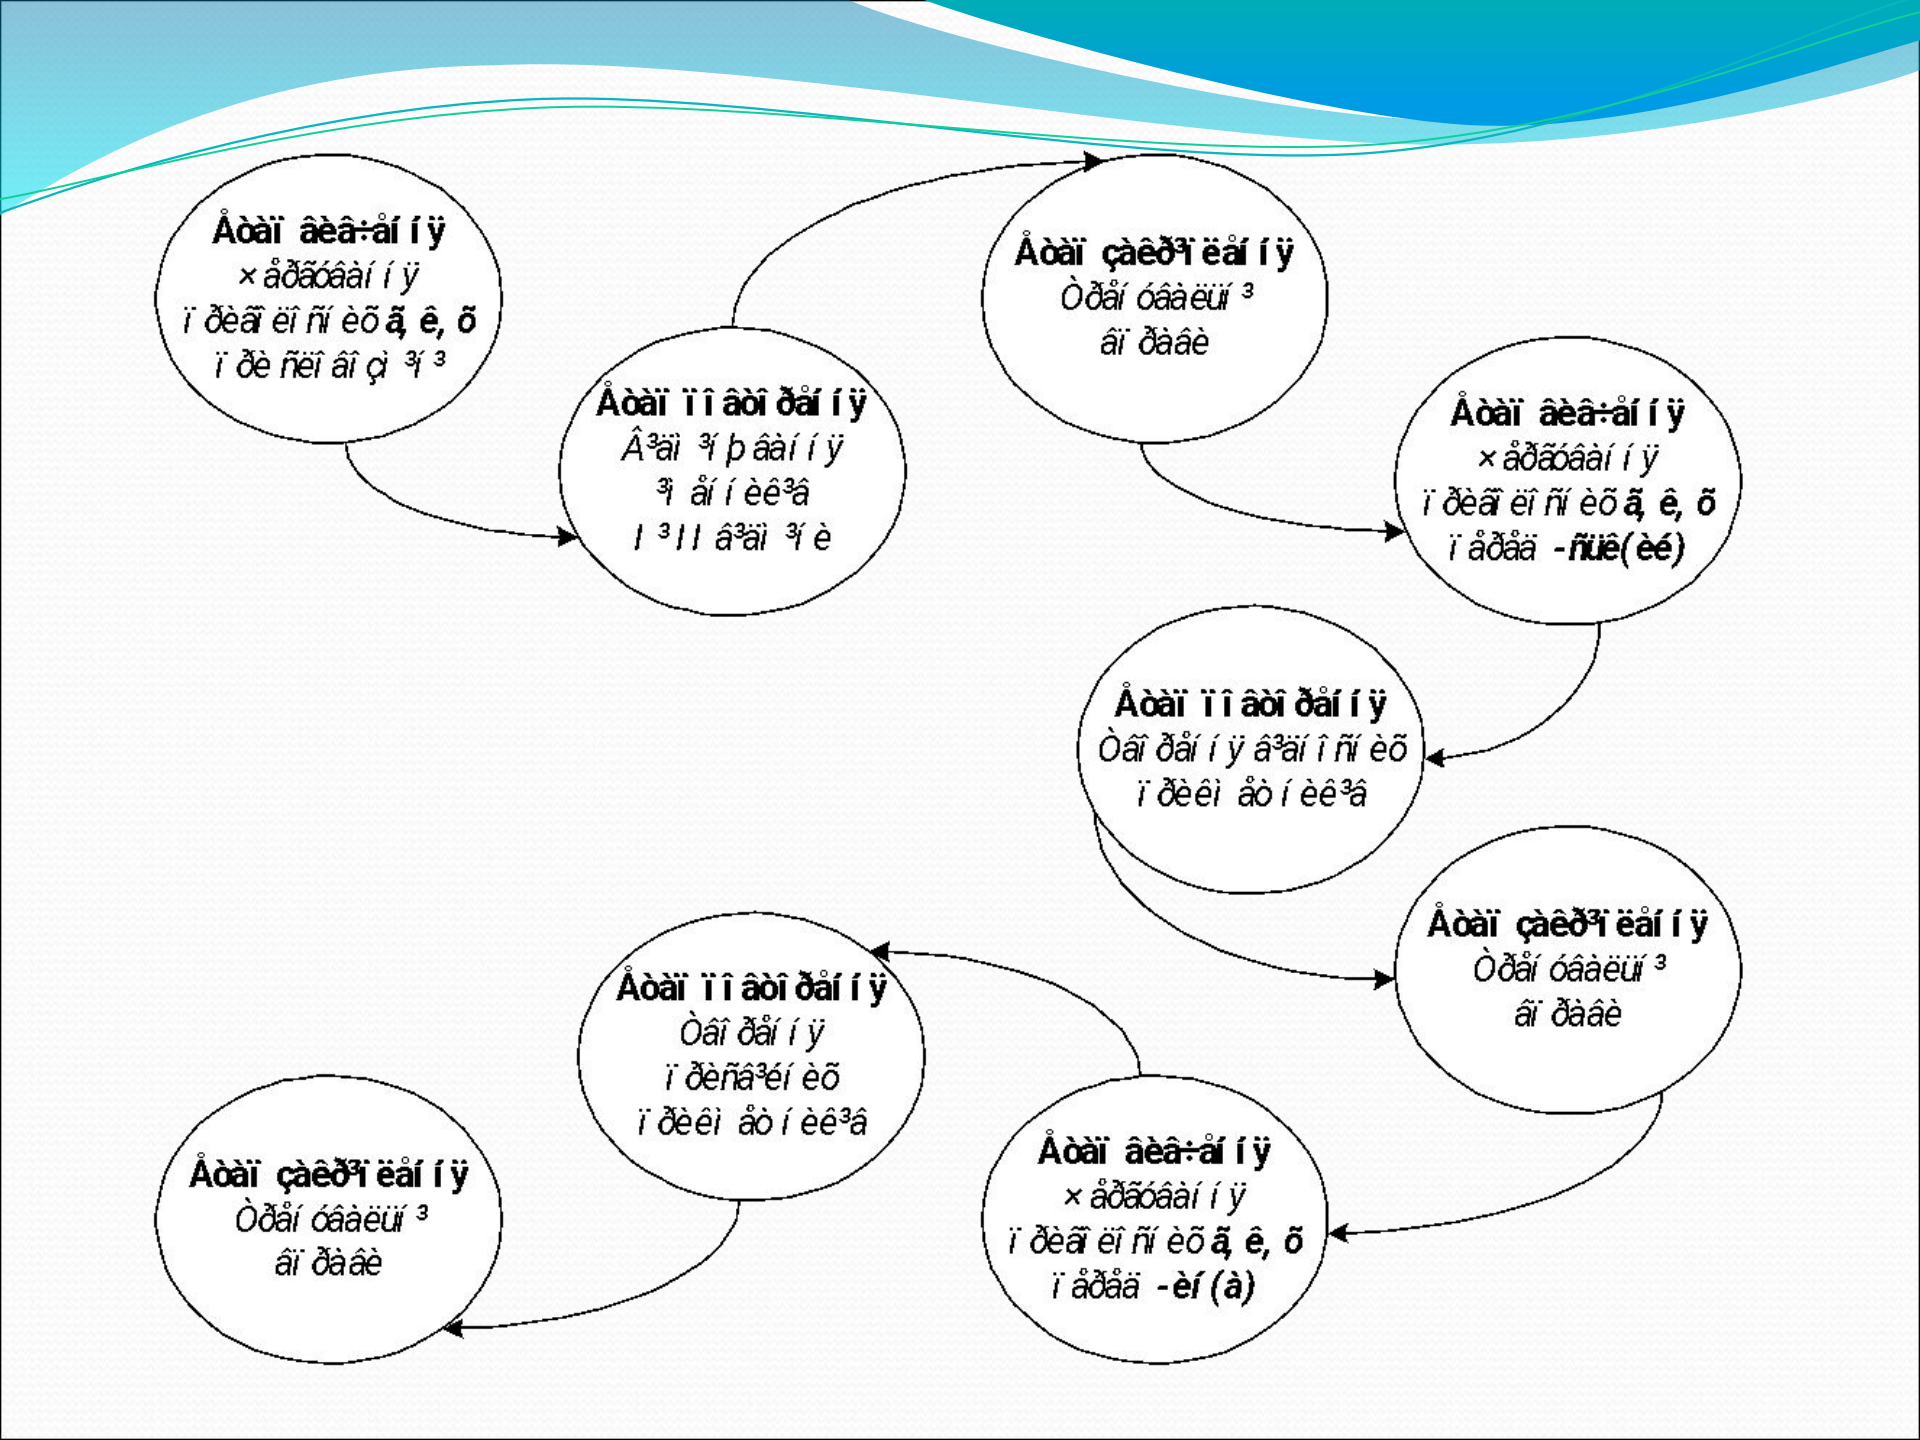 Åòàï âèâ÷åííÿ
×åðãóâàííÿ
ïðèãîëîñíèõ ã, ê, õ
ïðè ñëîâîçì³í³
Åòàï ïîâòîðåííÿ
³äì³íþâàííÿ
³ìåííèê³â
I ³ II â³äì³íè
Åòàï çàêð³ïëåííÿ
Òðåíóâàëüí³
âïðàâè
Åòàï âèâ÷åííÿ
×åðãóâàííÿ
ïðèãîëîñíèõ ã, ê, õ
ïåðåä -ñüê(èé)
Åòàï ïîâòîðåííÿ
Òâîðåííÿ â³äíîñíèõ
ïðèêìåòíèê³â
Åòàï çàêð³ïëåííÿ
Òðåíóâàëüí³
âïðàâè
Åòàï âèâ÷åííÿ
×åðãóâàííÿ
ïðèãîëîñíèõ ã, ê, õ
ïåðåä -èí(à)
Åòàï ïîâòîðåííÿ
Òâîðåííÿ
ïðèñâ³éíèõ
ïðèêìåòíèê³â
Åòàï çàêð³ïëåííÿ
Òðåíóâàëüí³
âïðàâè